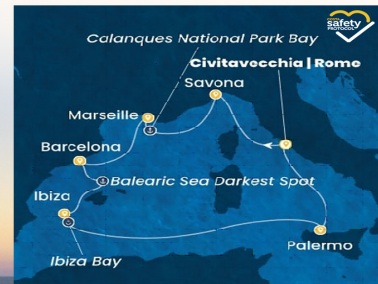 safety
PROTOCOL
Calanques National Park Bay
Civitavecchia | Rome
Savona
Marseille
Barcelona
Balearic Sea Darkest Spot
Ibiza
Palermo
Ibiza Bay